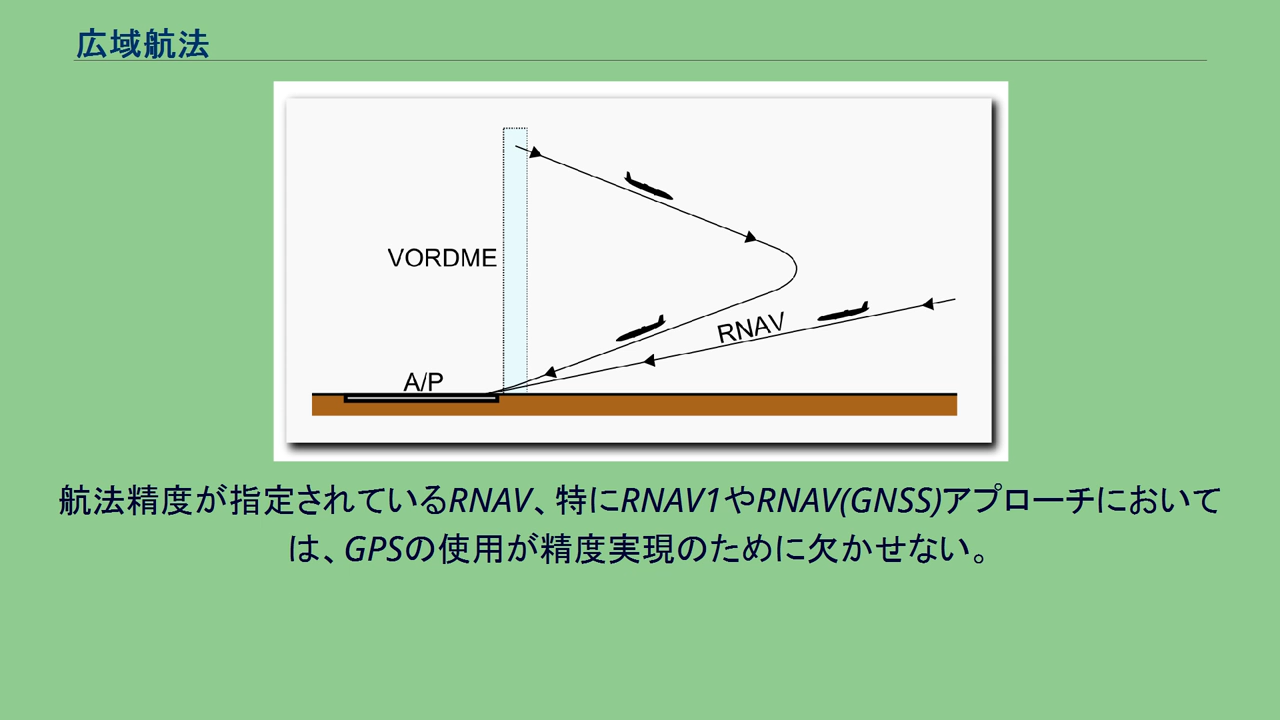 広域航法
VORDME
RNAV
A/P
航法精度が指定されているRNAV、特にRNAV1やRNAV(GNSS)アプローチにおいて
は、GPSの使用が精度実現のために欠かせない。